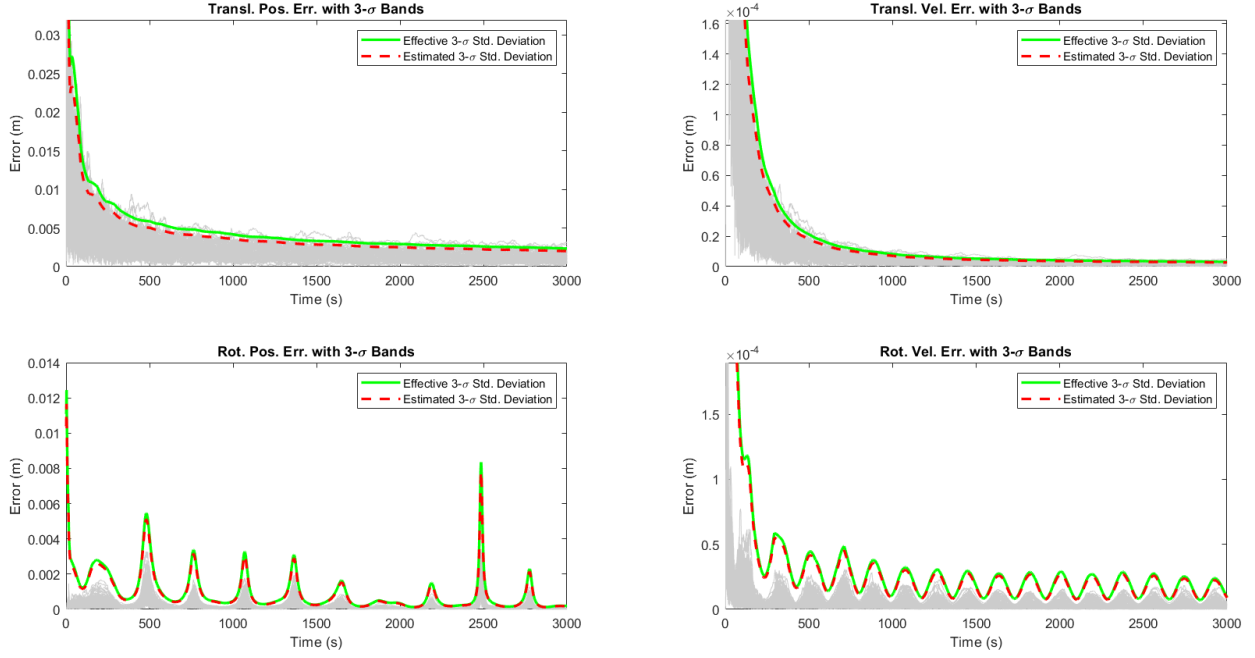 Transl. Pos. Err. with 3-σ Bands
Error (m)
0.03
0.025
0.02
0.015
0.01
0.005
0
Effective 3-σ Std. Deviation
Estimated 3-σ Std. Deviation
0 500 1000 1500 2000 2500 3000
Time (s)
Transl. Vel. Err. with 3-σ Bands
×10⁻⁴
Error (m)
1.6
1.4
1.2
1
0.8
0.6
0.4
0.2
0
Effective 3-σ Std. Deviation
Estimated 3-σ Std. Deviation
0 500 1000 1500 2000 2500 3000
Time (s)
Rot. Pos. Err. with 3-σ Bands
Error (m)
0.014
0.012
0.01
0.008
0.006
0.004
0.002
0
Effective 3-σ Std. Deviation
Estimated 3-σ Std. Deviation
0 500 1000 1500 2000 2500 3000
Time (s)
Rot. Vel. Err. with 3-σ Bands
×10⁻⁴
Error (m)
1.5
1
0.5
0
Effective 3-σ Std. Deviation
Estimated 3-σ Std. Deviation
0 500 1000 1500 2000 2500 3000
Time (s)